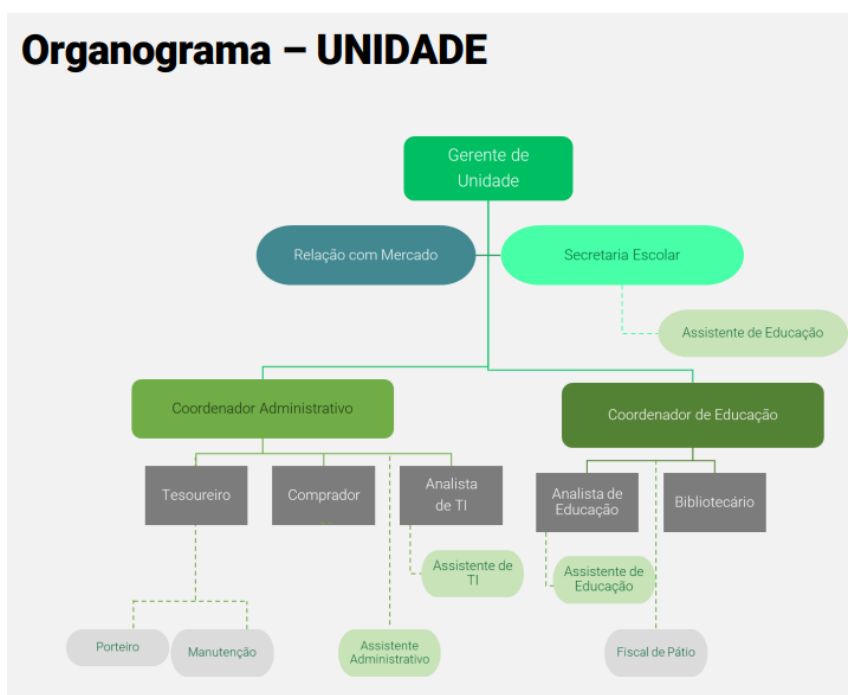 Organograma – UNIDADE
Gerente de
Unidade
Relação com Mercado
Secretaria Escolar
Assistente de Educação
Coordenador Administrativo
Coordenador de Educação
Tesoureiro
Comprador
Analista
de TI
Analista de
Educação
Bibliotecário
Assistente de
TI
Assistente de
Educação
Porteiro
Manutenção
Assistente
Administrativo
Fiscal de Pátio